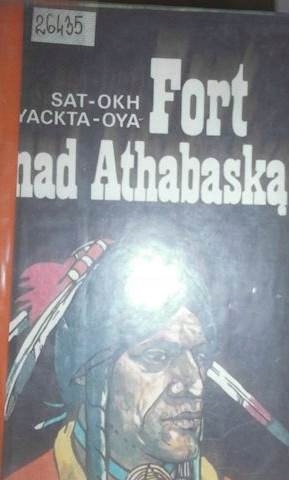 26435
SAT-OKH
YACKTA-OYA
Fort
nad Athabaską